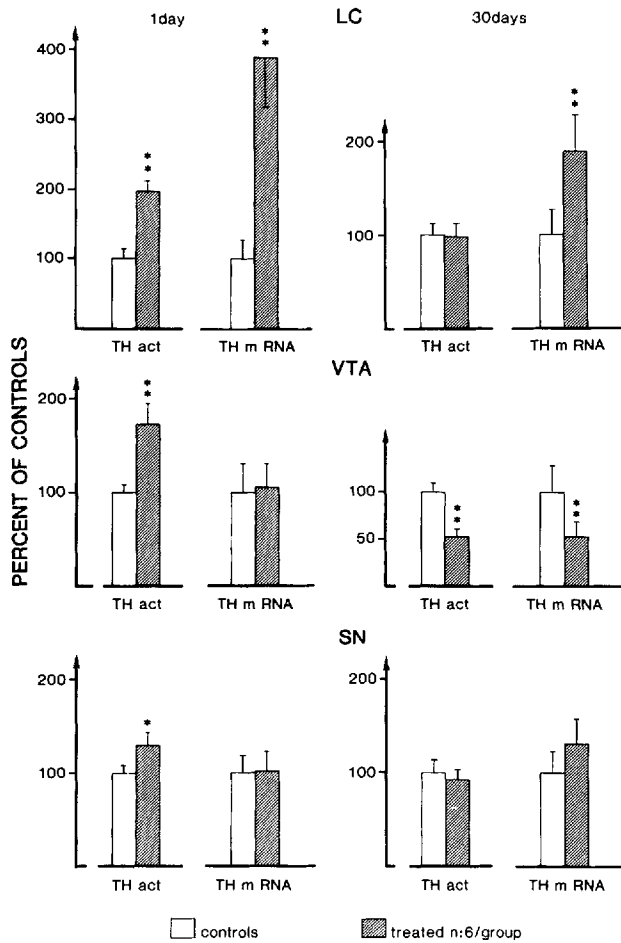 1day LC 30days
400
300
200
100
**
**
TH act TH m RNA
200
100
**
TH act TH m RNA
PERCENT OF CONTROLS
VTA
200
100
**
TH act TH m RNA
100
50
**
**
TH act TH m RNA
SN
200
100
*
TH act TH m RNA
200
100
TH act TH m RNA
controls treated n:6/group